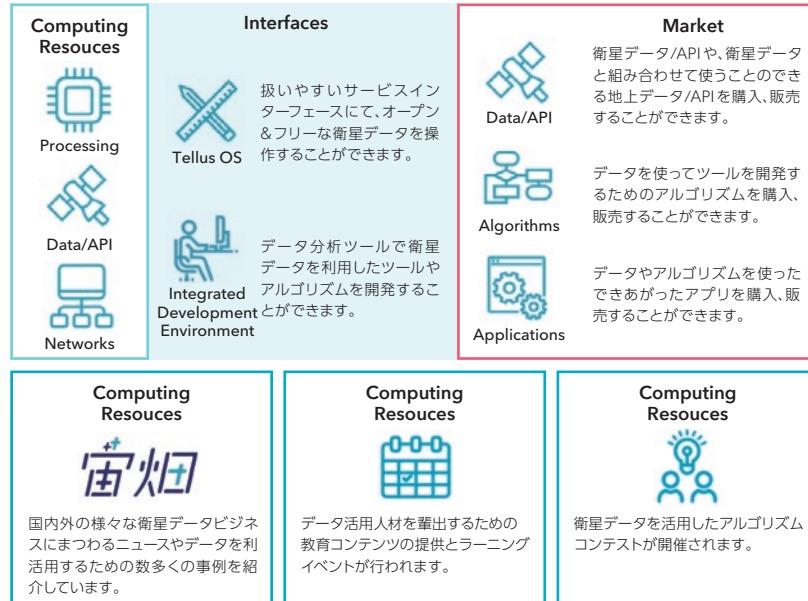 Computing
Resouces
Processing
Data/API
Networks
Interfaces
Tellus OS
扱いやすいサービスイン
ターフェースにて、オープン
&フリーな衛星データを操
作することができます。
Integrated
Development
Environment
データ分析ツールで衛星
データを利用したツールや
アルゴリズムを開発するこ
とができます。
Market
Data/API
衛星データ/APIや、衛星データ
と組み合わせて使うことのでき
る地上データ/APIを購入、販売
することができます。
Algorithms
データを使ってツールを開発す
るためのアルゴリズムを購入、
販売することができます。
Applications
データやアルゴリズムを使った
できあがったアプリを購入、販
売することができます。
Computing
Resouces
宙畑
国内外の様々な衛星データビジネ
スにまつわるニュースやデータを利
活用するための数多くの事例を紹
介しています。
Computing
Resouces
データ活用人材を輩出するための
教育コンテンツの提供とラーニング
イベントが行われます。
Computing
Resouces
衛星データを活用したアルゴリズム
コンテストが開催されます。